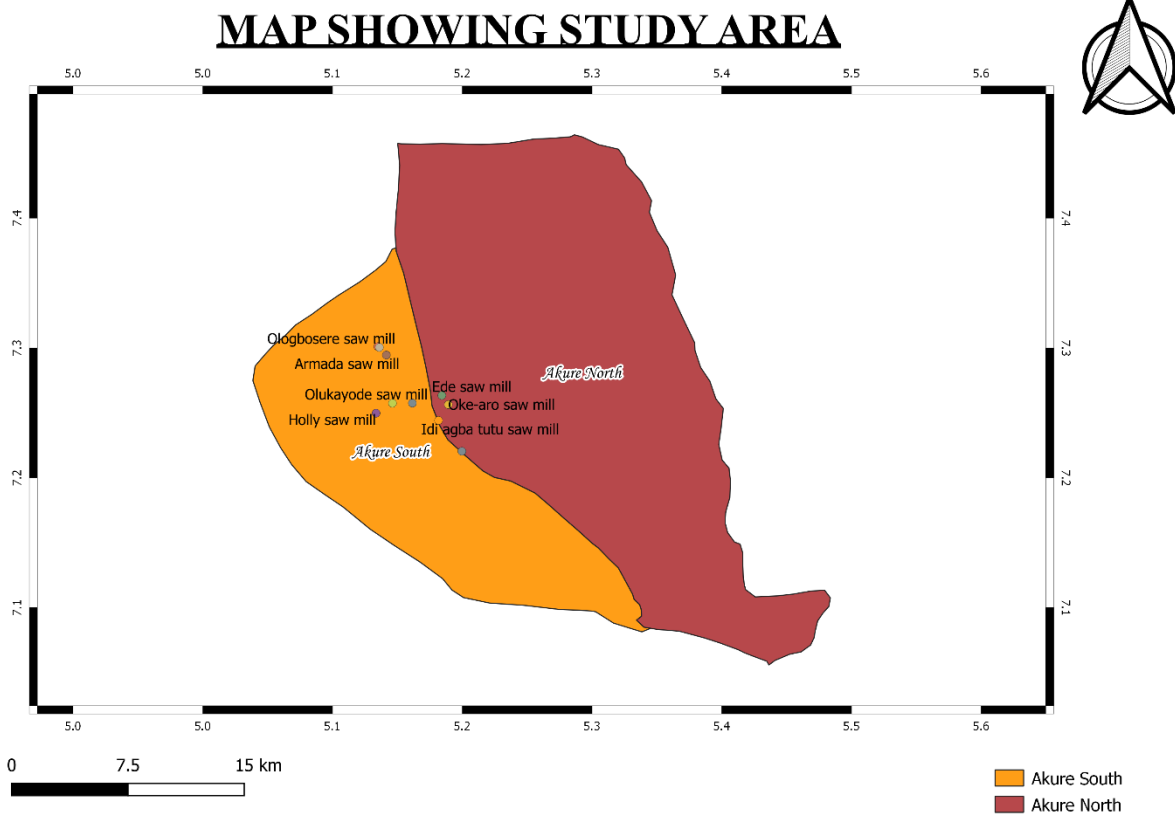 MAP SHOWING STUDY AREA
5.0 5.0 5.1 5.2 5.3 5.4 5.5 5.6
7.4 7.4
7.3 7.3
7.2 7.2
7.1 7.1
Ologbosere saw mill
Armada saw mill
Akure North
Ede saw mill
Olukayode saw mill
Oke-aro saw mill
Holly saw mill
Idi agba tutu saw mill
Akure South
5.0 5.0 5.1 5.2 5.3 5.4 5.5 5.6
0 7.5 15 km
Akure South
Akure North